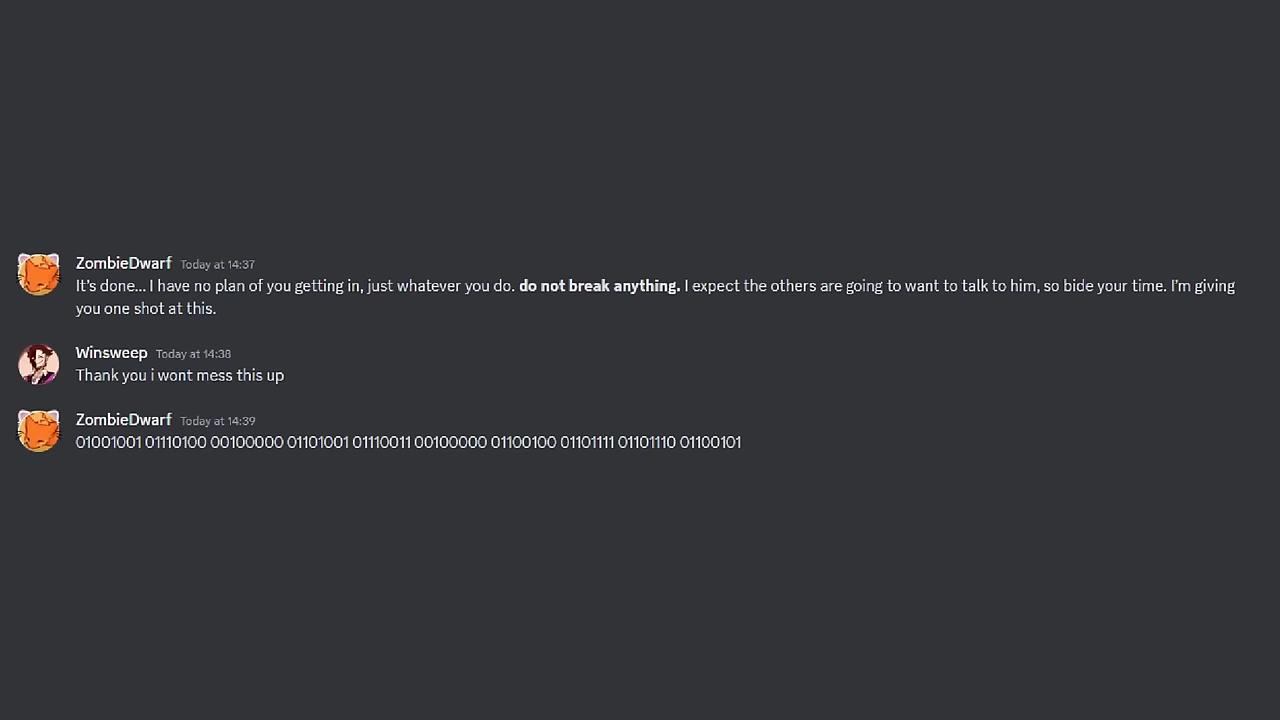 ZombieDwarf Today at 14:37
It's done... I have no plan of you getting in, just whatever you do. do not break anything. I expect the others are going to want to talk to him, so bide your time. I'm giving
you one shot at this.
Winsweep Today at 14:38
Thank you i wont mess this up
ZombieDwarf Today at 14:39
01001001 01110100 00100000 01101001 01110011 00100000 01100100 01101111 01101110 01100101